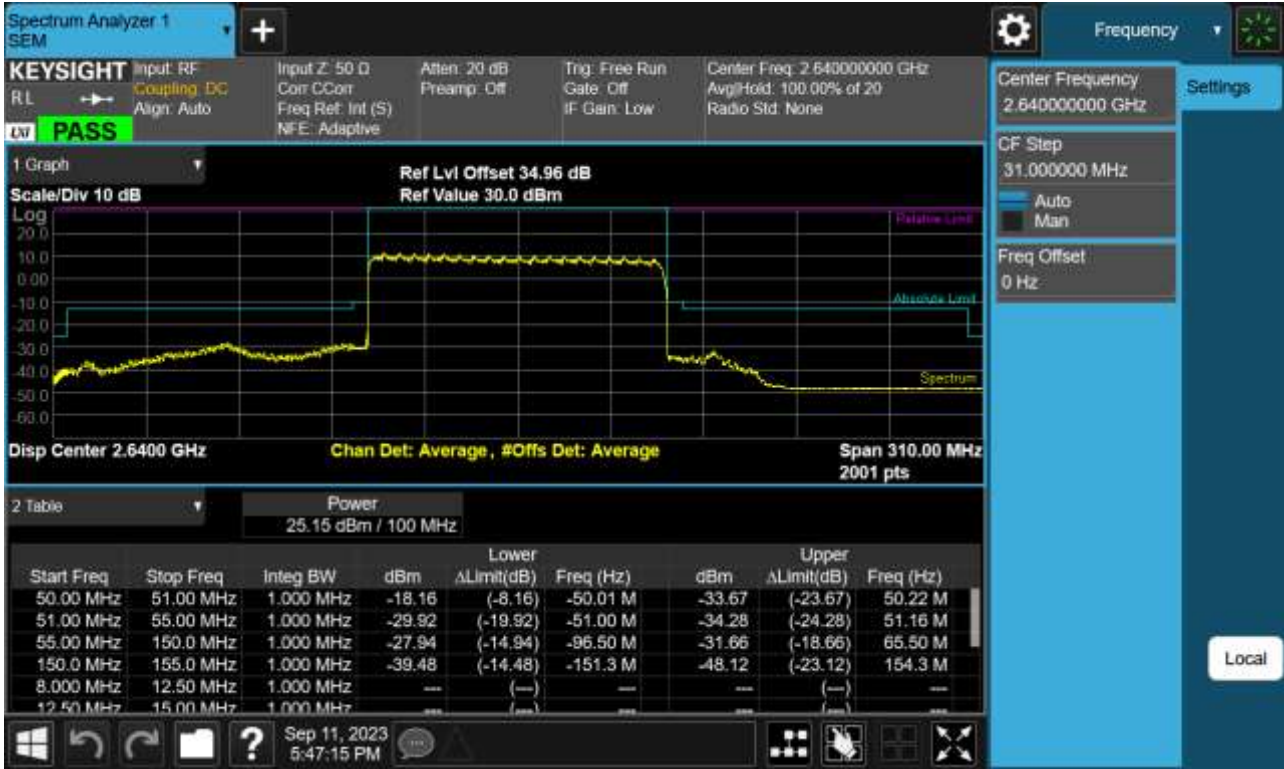 Spectrum Analyzer 1
SEM
Frequency
KEYSIGHT
RL
LXI
PASS
Input: RF
Coupling: DC
Align: Auto
Input Z: 50 Ω
Corr CCorr
Freq Ref: Int (S)
NFE: Adaptive
Atten: 20 dB
Preamp: Off
Trig: Free Run
Gate: Off
IF Gain: Low
Center Freq: 2.640000000 GHz
Avg|Hold: 100.00% of 20
Radio Std: None
Center Frequency
2.640000000 GHz
Settings
CF Step
31.000000 MHz
Auto
Man
Freq Offset
0 Hz
1 Graph
Scale/Div 10 dB
Ref Lvl Offset 34.96 dB
Ref Value 30.0 dBm
Log
20.0
10.0
0.00
-10.0
-20.0
-30.0
-40.0
-50.0
-60.0
Relative Limit
Absolute Limit
Spectrum
Disp Center 2.6400 GHz
Chan Det: Average , #Offs Det: Average
Span 310.00 MHz
2001 pts
2 Table
Power
25.15 dBm / 100 MHz
Lower Upper
Start Freq Stop Freq Integ BW dBm ΔLimit(dB) Freq (Hz) dBm ΔLimit(dB) Freq (Hz)
50.00 MHz 51.00 MHz 1.000 MHz -18.16 (-8.16) -50.01 M -33.67 (-23.67) 50.22 M
51.00 MHz 55.00 MHz 1.000 MHz -29.92 (-19.92) -51.00 M -34.28 (-24.28) 51.16 M
55.00 MHz 150.0 MHz 1.000 MHz -27.94 (-14.94) -96.50 M -31.66 (-18.66) 65.50 M
150.0 MHz 155.0 MHz 1.000 MHz -39.48 (-14.48) -151.3 M -48.12 (-23.12) 154.3 M
8.000 MHz 12.50 MHz 1.000 MHz --- (---) --- --- (---) ---
12.50 MHz 15.00 MHz 1.000 MHz --- (---) --- --- (---) ---
Local
Sep 11, 2023
5:47:15 PM